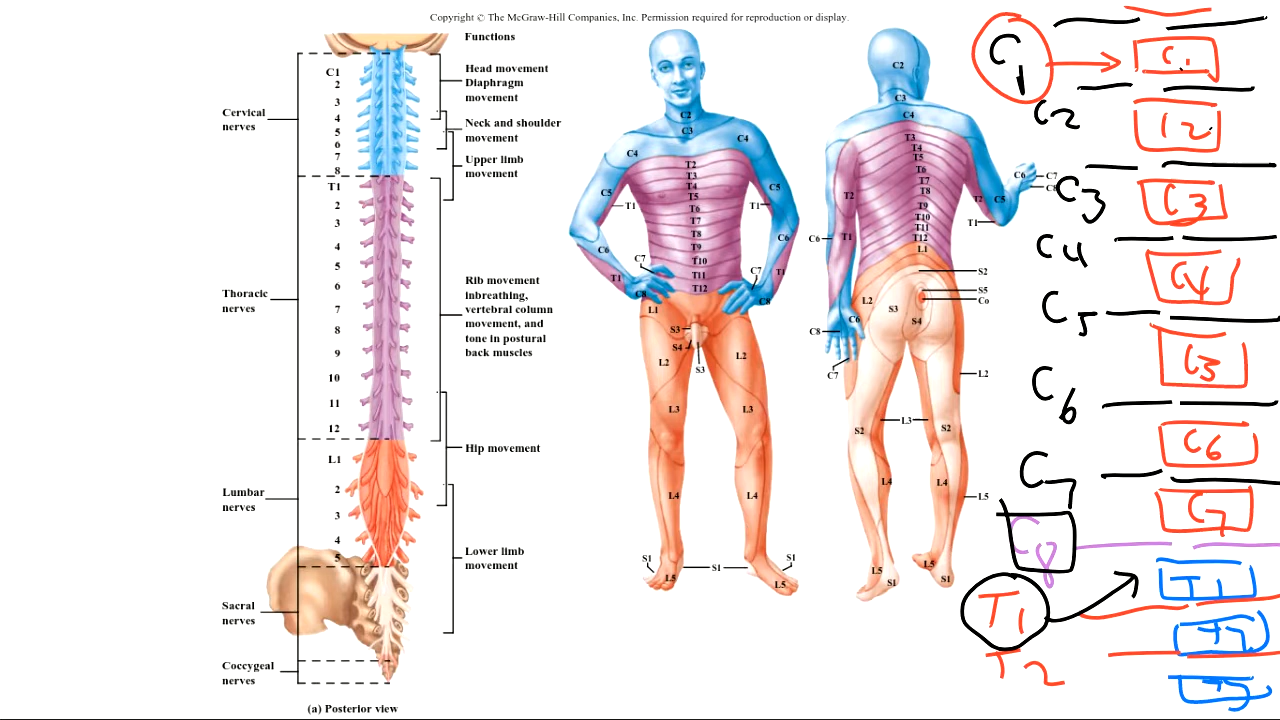 Copyright © The McGraw-Hill Companies, Inc. Permission required for reproduction or display.
Functions
Cervical nerves
Thoracic nerves
Lumbar nerves
Sacral nerves
Coccygeal nerves
C1
2
3
4
5
6
7
8
T1
2
3
4
5
6
7
8
9
10
11
12
L1
2
3
4
5
Head movement
Diaphragm
movement
Neck and shoulder
movement
Upper limb
movement
Rib movement
inbreathing,
vertebral column
movement, and
tone in postural
back muscles
Hip movement
Lower limb
movement
(a) Posterior view
C2
C3
C4
C4
T2
T3
T4
T5
T6
T7
T8
T9
T10
T11
T12
C5
T1
C6
T1
C7
C8
C5
T1
C6
T1
C7
C8
L1
S3
S4
S3
L2
L2
L3
L3
L4
L4
S1
L5
S1
S1
L5
C2
C3
C4
T3
T4
T5
T6
T7
T8
T9
T10
T11
T12
L1
T2
T1
C6
T2
C5
T1
C6
C7
C8
S2
S5
Co
L2
S3
S4
C6
C8
C7
L2
L3
S2
S2
L4
L4
L5
L5
S1
L5
S1
C1
C2
C3
C4
C5
C6
C7
C8
T1
T2
C1
C3
C4
C6
C7
T1